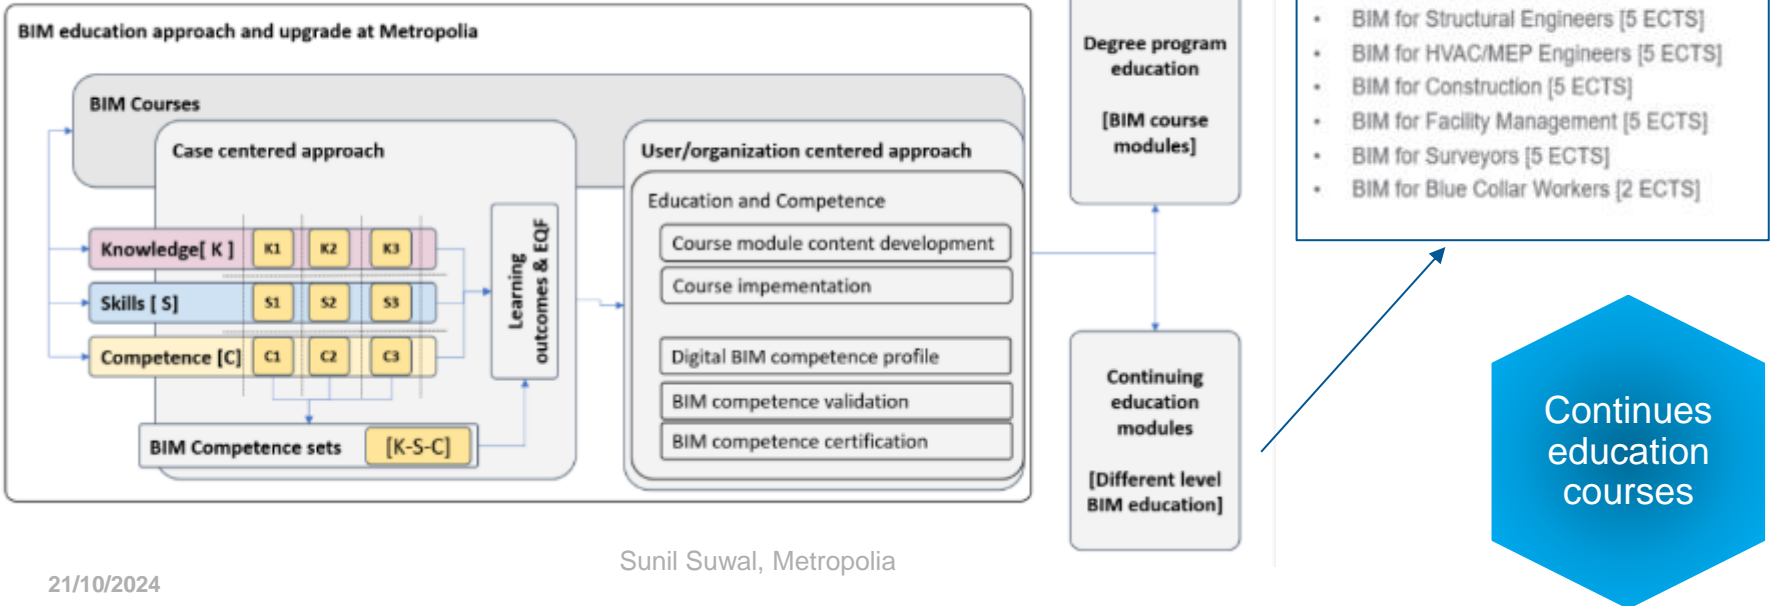 BIM education approach and upgrade at Metropolia
BIM Courses
Case centered approach
Knowledge[ K ]
K1
K2
K3
Skills [ S]
S1
S2
S3
Competence [C]
C1
C2
C3
BIM Competence sets
[K-S-C]
Learning
outcomes & EQF
User/organization centered approach
Education and Competence
Course module content development
Course impementation
Digital BIM competence profile
BIM competence validation
BIM competence certification
Degree program
education
[BIM course
modules]
Continuing
education
modules
[Different level
BIM education]
• BIM for Structural Engineers [5 ECTS]
• BIM for HVAC/MEP Engineers [5 ECTS]
• BIM for Construction [5 ECTS]
• BIM for Facility Management [5 ECTS]
• BIM for Surveyors [5 ECTS]
• BIM for Blue Collar Workers [2 ECTS]
Continues
education
courses
Sunil Suwal, Metropolia
21/10/2024